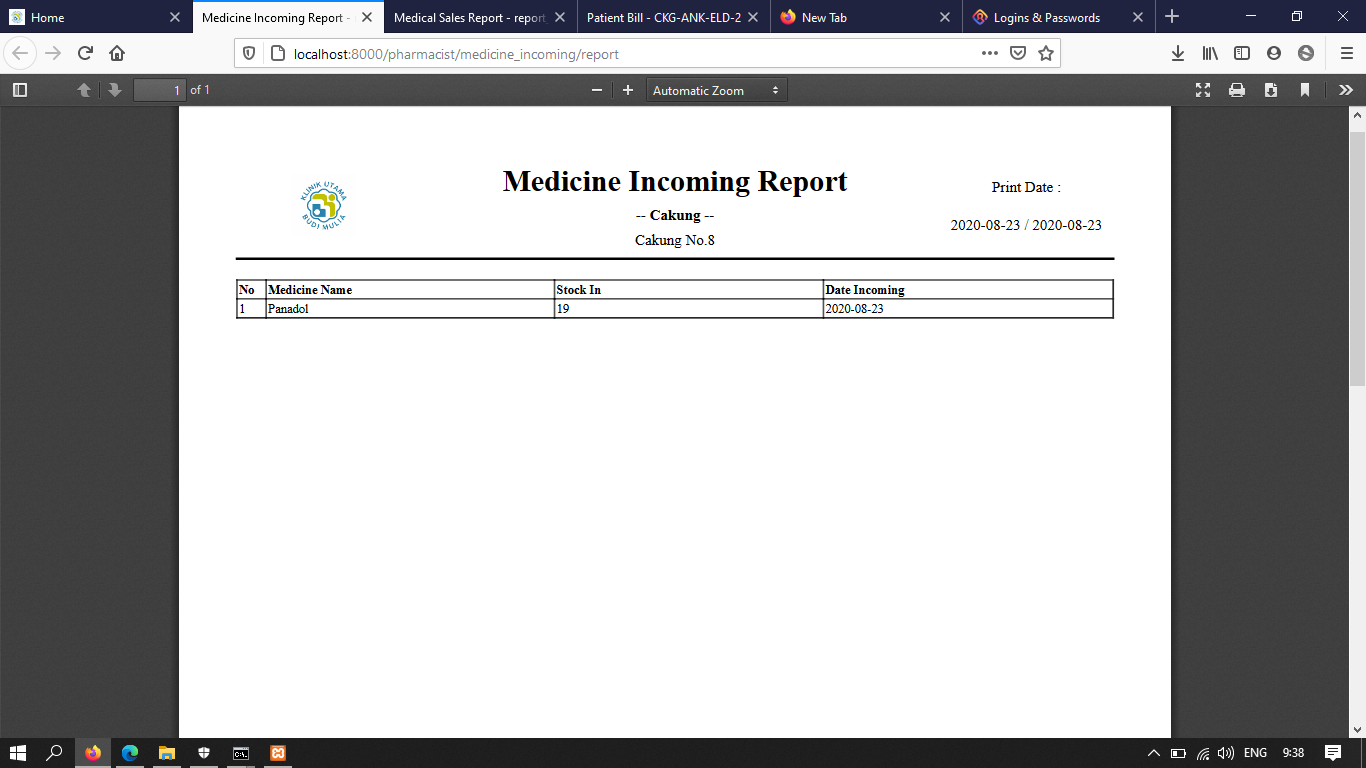 Home
Medicine Incoming Report -
Medical Sales Report - report
Patient Bill - CKG-ANK-ELD-2
New Tab
Logins & Passwords
localhost:8000/pharmacist/medicine_incoming/report
1 of 1
Automatic Zoom
KLINIK UTAMA
BUDI MULIA
Medicine Incoming Report
-- Cakung --
Cakung No.8
Print Date :
2020-08-23 / 2020-08-23
No Medicine Name Stock In Date Incoming
1 Panadol 19 2020-08-23
ENG 9:38